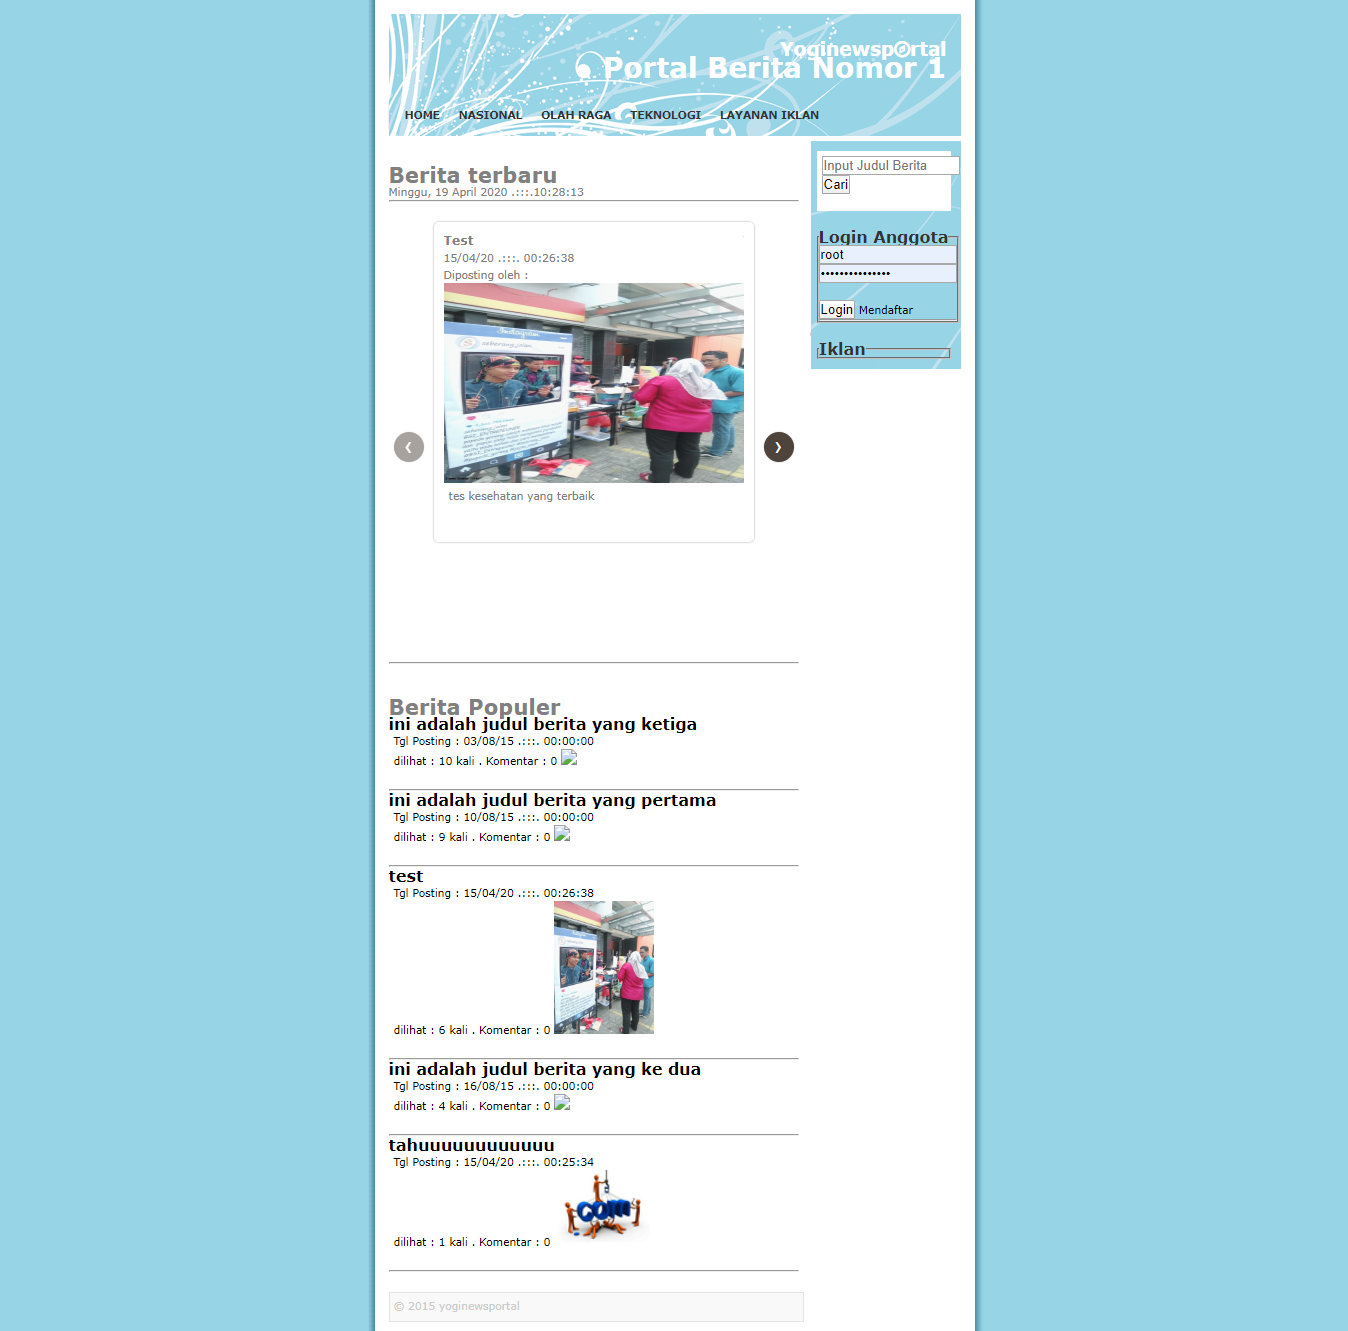 Yoginewsportal
Portal Berita Nomor 1
HOME NASIONAL OLAH RAGA TEKNOLOGI LAYANAN IKLAN
Berita terbaru
Minggu, 19 April 2020 .:::.10:28:13
Input Judul Berita
Cari
Login Anggota
root
•••••••••••••••
Login Mendaftar
Iklan
Test
15/04/20 .:::. 00:26:38
Diposting oleh :
Instagram
tes kesehatan yang terbaik
Berita Populer
ini adalah judul berita yang ketiga
Tgl Posting : 03/08/15 .:::. 00:00:00
dilihat : 10 kali . Komentar : 0
ini adalah judul berita yang pertama
Tgl Posting : 10/08/15 .:::. 00:00:00
dilihat : 9 kali . Komentar : 0
test
Tgl Posting : 15/04/20 .:::. 00:26:38
dilihat : 6 kali . Komentar : 0
ini adalah judul berita yang ke dua
Tgl Posting : 16/08/15 .:::. 00:00:00
dilihat : 4 kali . Komentar : 0
tahuuuuuuuuuuuu
Tgl Posting : 15/04/20 .:::. 00:25:34
com
dilihat : 1 kali . Komentar : 0
© 2015 yoginewsportal